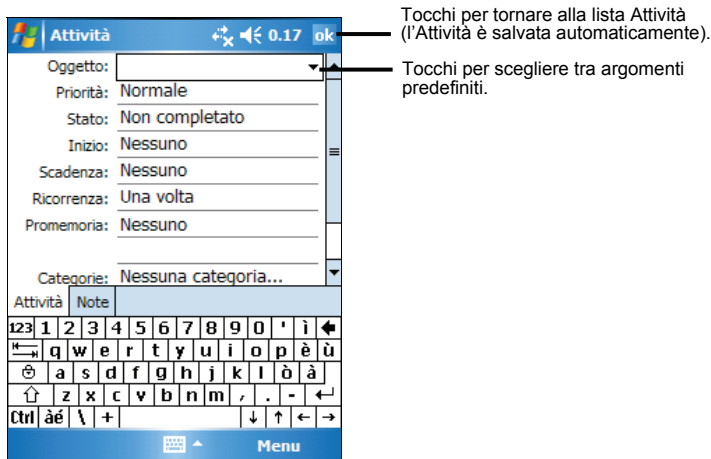 Attività 0.17 ok
Tocchi per tornare alla lista Attività
(l'Attività è salvata automaticamente).
Oggetto:
Tocchi per scegliere tra argomenti
predefiniti.
Priorità: Normale
Stato: Non completato
Inizio: Nessuno
Scadenza: Nessuno
Ricorrenza: Una volta
Promemoria: Nessuno
Categorie: Nessuna categoria...
Attività Note
123 1 2 3 4 5 6 7 8 9 0 ' ì
q w e r t y u i o p è ù
a s d f g h j k l ò à
z x c v b n m , . -
Ctrl àé \ + ↓ ↑ ← →
Menu